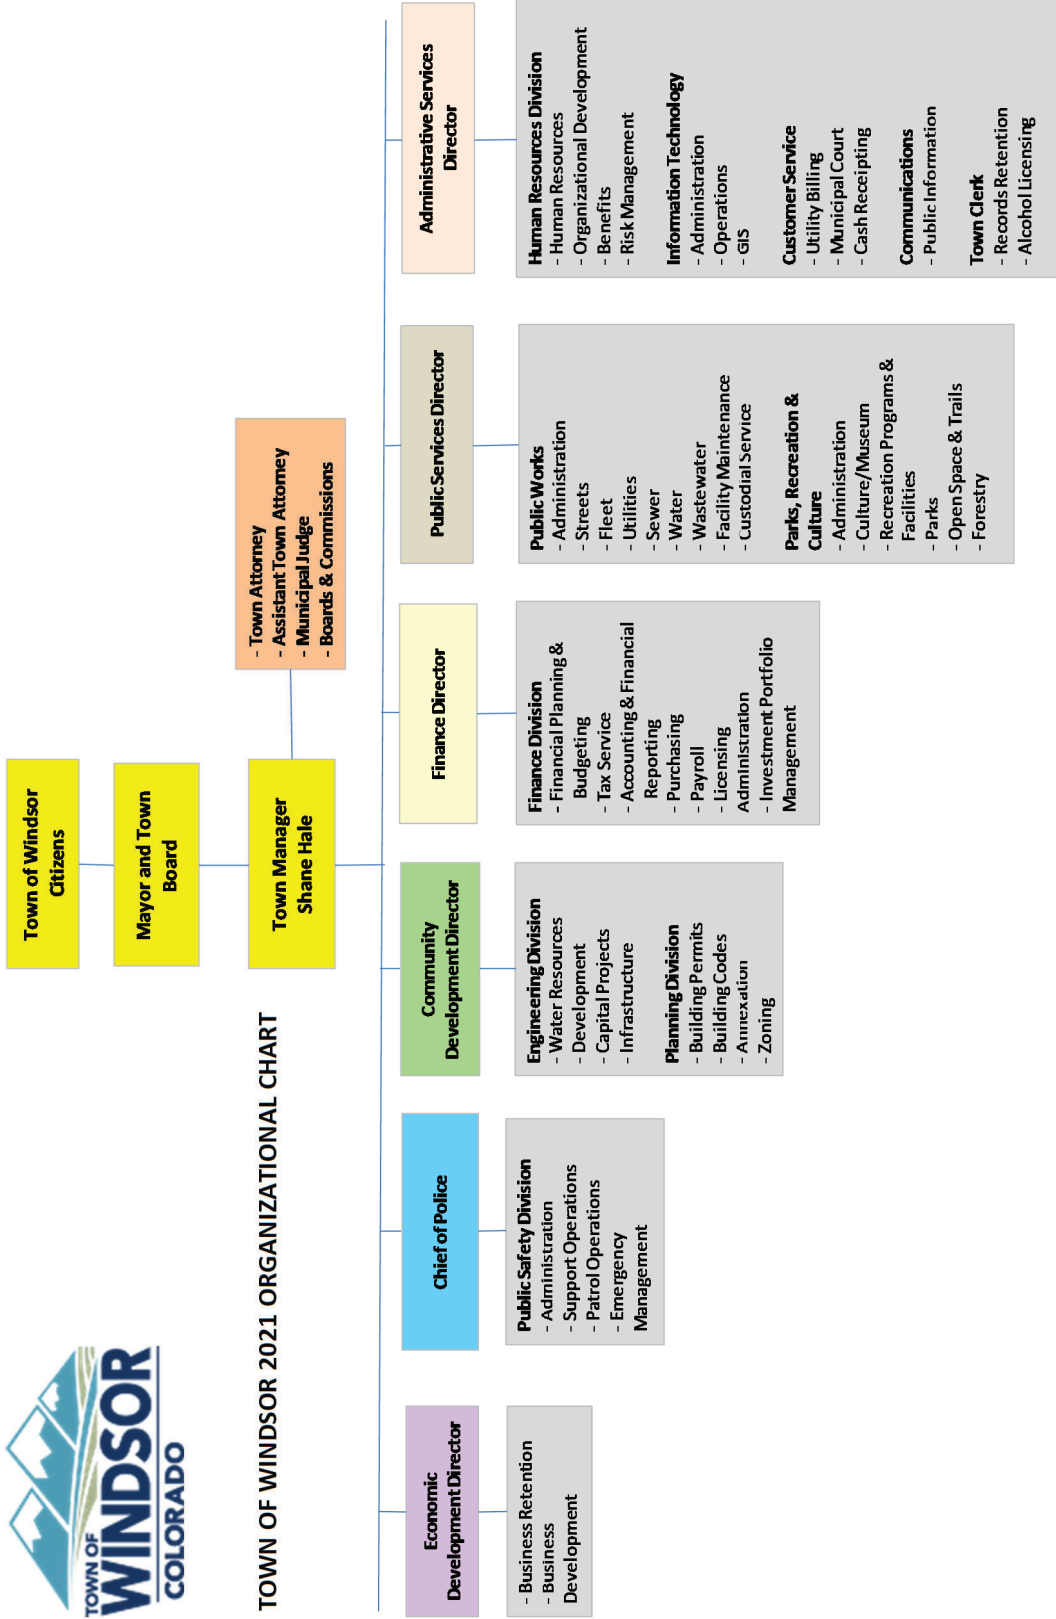 TOWN OF
WINDSOR
COLORADO
TOWN OF WINDSOR 2021 ORGANIZATIONAL CHART
Town of Windsor
Citizens
Mayor and Town
Board
Town Manager
Shane Hale
- Town Attorney
- Assistant Town Attorney
- Municipal Judge
- Boards & Commissions
Economic
Development Director
- Business Retention
- Business
Development
Chief of Police
Public Safety Division
- Administration
- Support Operations
- Patrol Operations
- Emergency
Management
Community
Development Director
Engineering Division
- Water Resources
- Development
- Capital Projects
- Infrastructure
Planning Division
- Building Permits
- Building Codes
- Annexation
- Zoning
Finance Director
Finance Division
- Financial Planning &
Budgeting
- Tax Service
- Accounting & Financial
Reporting
- Purchasing
- Payroll
- Licensing
Administration
- Investment Portfolio
Management
Public Services Director
Public Works
- Administration
- Streets
- Fleet
- Utilities
- Sewer
- Water
- Wastewater
- Facility Maintenance
- Custodial Service
Parks, Recreation &
Culture
- Administration
- Culture/Museum
- Recreation Programs &
Facilities
- Parks
- Open Space & Trails
- Forestry
Administrative Services
Director
Human Resources Division
- Human Resources
- Organizational Development
- Benefits
- Risk Management
Information Technology
- Administration
- Operations
- GIS
Customer Service
- Utility Billing
- Municipal Court
- Cash Receipting
Communications
- Public Information
Town Clerk
- Records Retention
- Alcohol Licensing